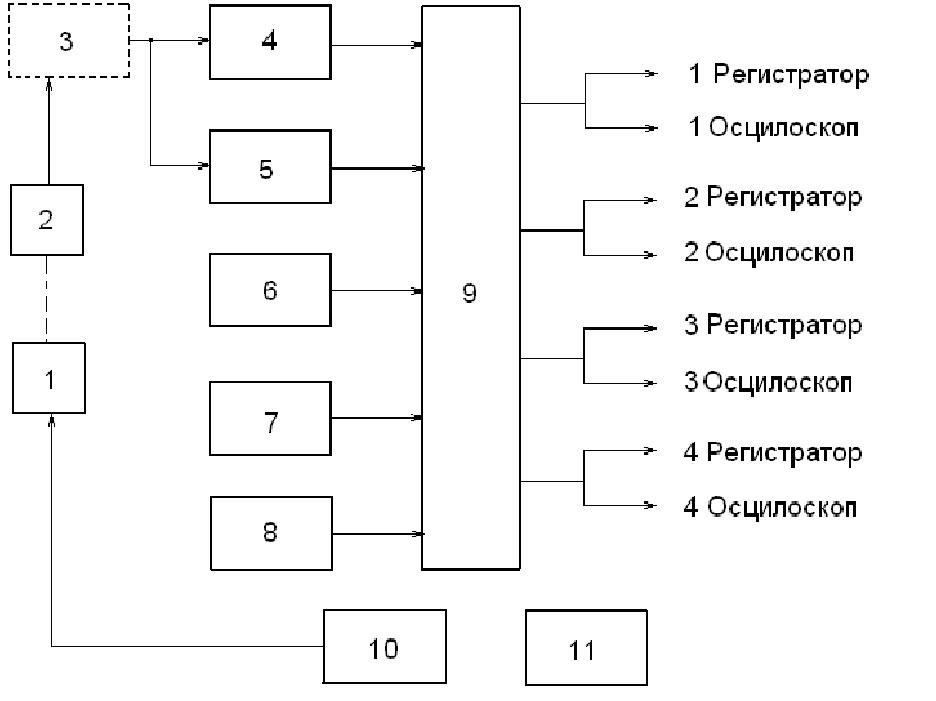 3
4
1 Регистратор
1 Осцилоскоп
5
2
2 Регистратор
2 Осцилоскоп
6
9
3 Регистратор
1
3 Осцилоскоп
7
4 Регистратор
4 Осцилоскоп
8
10
11